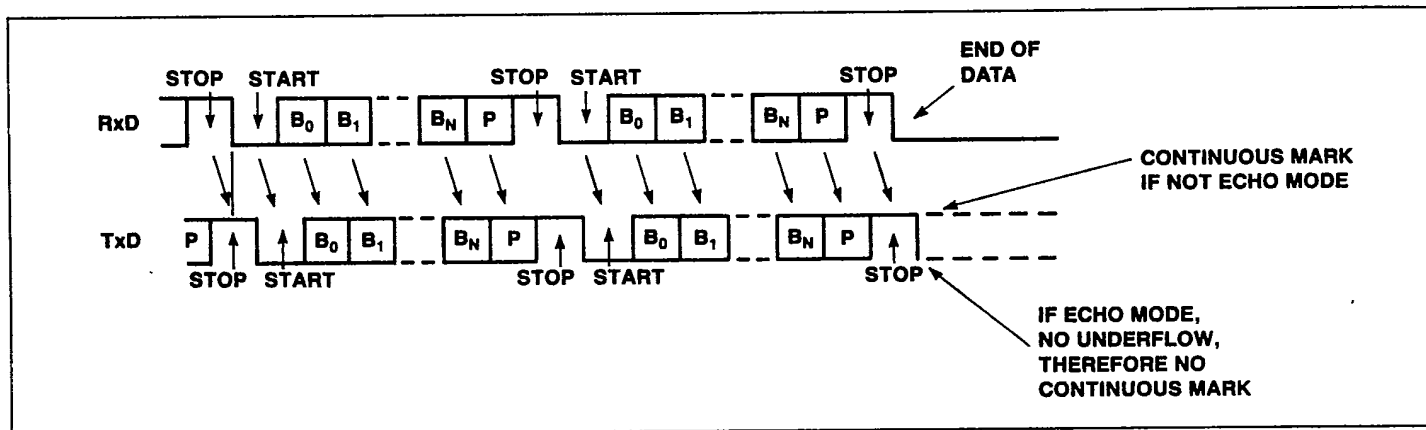 STOP START STOP START STOP END OF
DATA
RxD B0 B1 BN P B0 B1 BN P
CONTINUOUS MARK
IF NOT ECHO MODE
TxD P B0 B1 BN P B0 B1 BN P
STOP START STOP START STOP
IF ECHO MODE,
NO UNDERFLOW,
THEREFORE NO
CONTINUOUS MARK